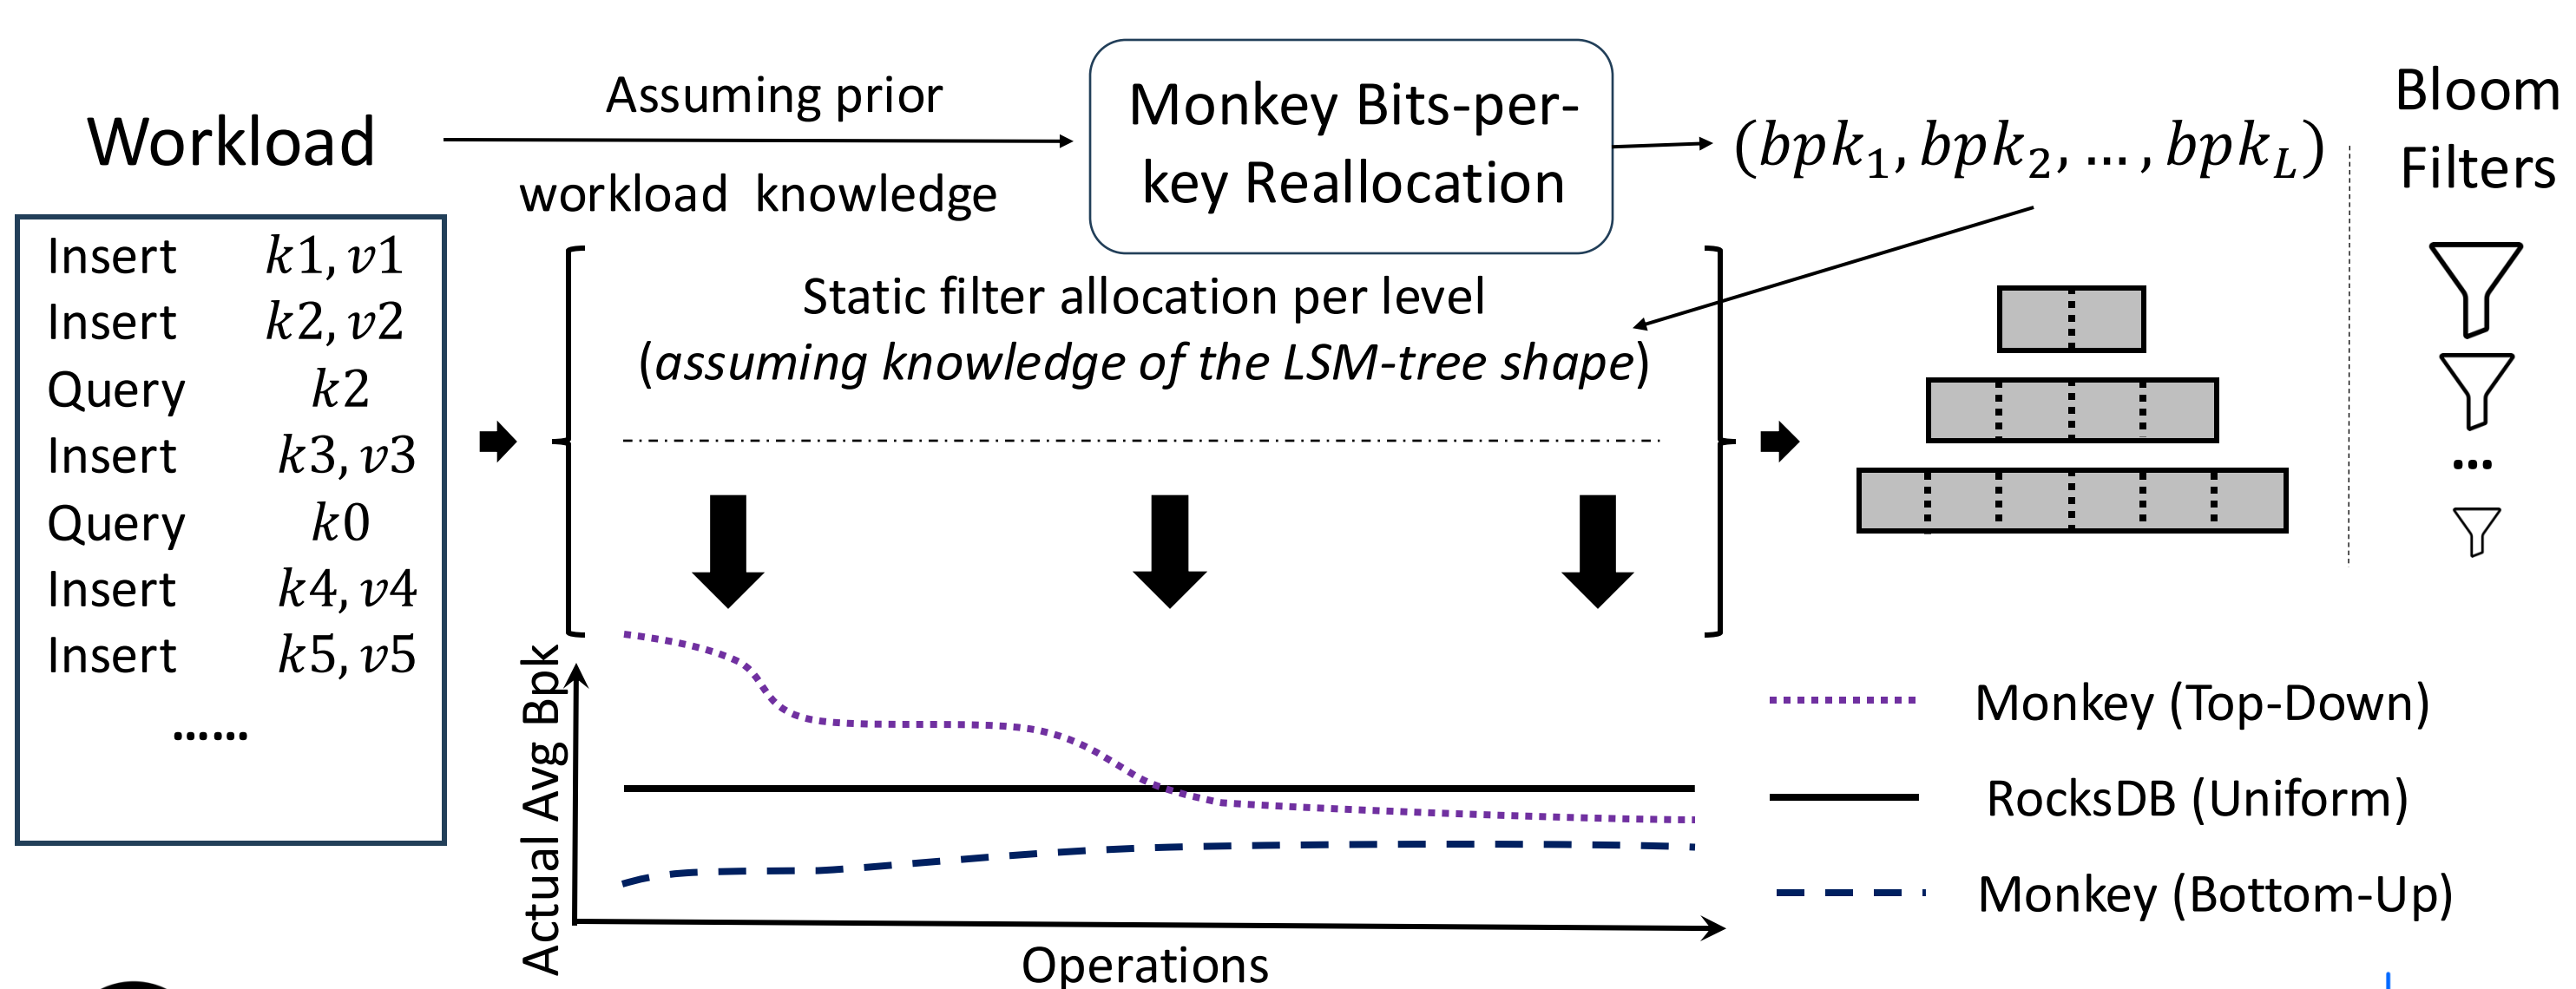 Workload
Assuming prior
workload knowledge
Monkey Bits-per-
key Reallocation
(bpk₁, bpk₂, ... , bpk_L)
Bloom
Filters
Insert k1, v1
Insert k2, v2
Query k2
Insert k3, v3
Query k0
Insert k4, v4
Insert k5, v5
......
Static filter allocation per level
(assuming knowledge of the LSM-tree shape)
...
Actual Avg Bpk
Operations
Monkey (Top-Down)
RocksDB (Uniform)
Monkey (Bottom-Up)